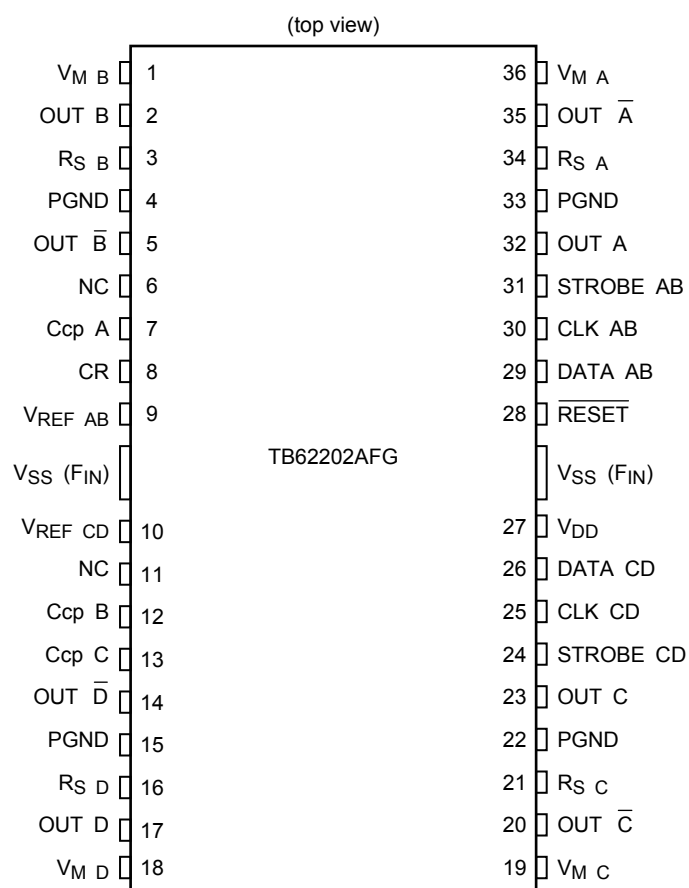 (top view)
V_M B 1 36 V_M A
OUT B 2 35 OUT A̅
R_S B 3 34 R_S A
PGND 4 33 PGND
OUT B̅ 5 32 OUT A
NC 6 31 STROBE AB
Ccp A 7 30 CLK AB
CR 8 29 DATA AB
V_REF AB 9 28 R̅E̅S̅E̅T̅
V_SS (F_IN) TB62202AFG V_SS (F_IN)
V_REF CD 10 27 V_DD
NC 11 26 DATA CD
Ccp B 12 25 CLK CD
Ccp C 13 24 STROBE CD
OUT D̅ 14 23 OUT C
PGND 15 22 PGND
R_S D 16 21 R_S C
OUT D 17 20 OUT C̅
V_M D 18 19 V_M C